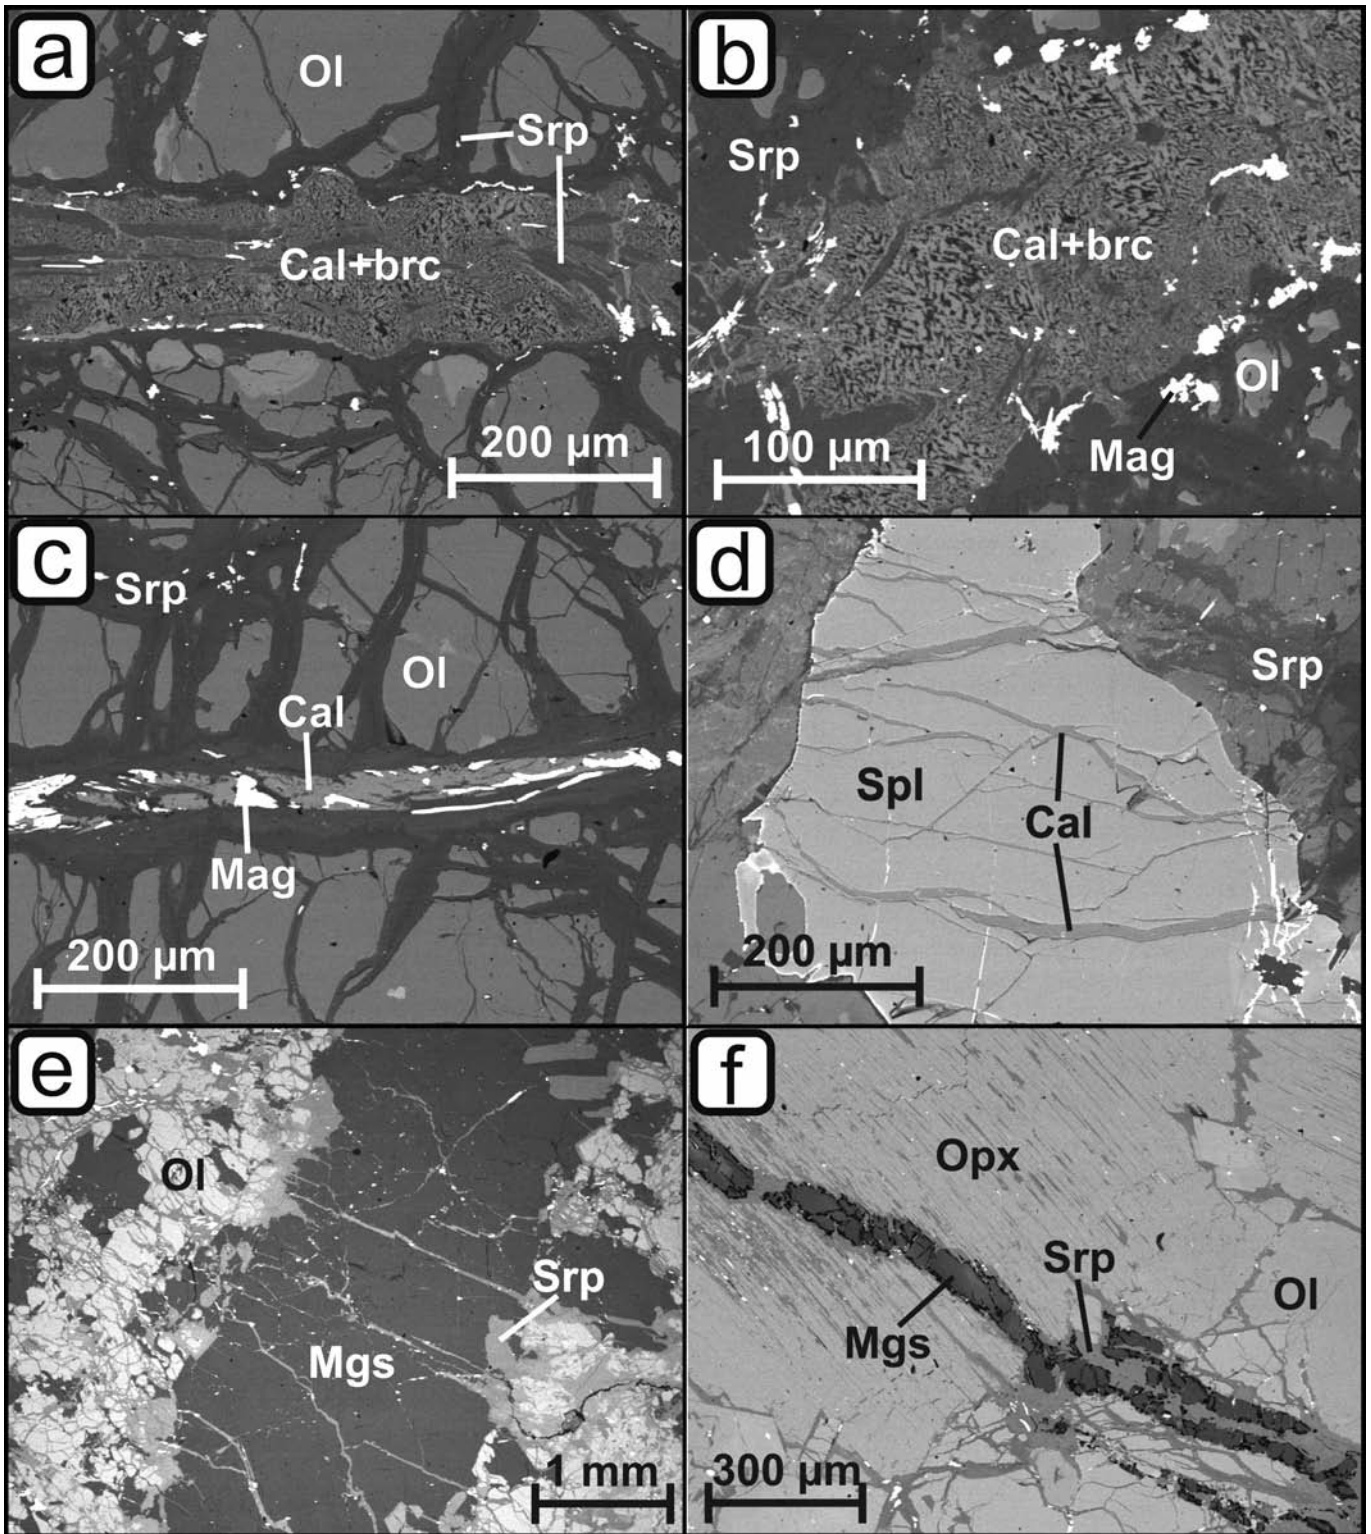 a
Ol
Srp
Cal+brc
200 µm
b
Srp
Cal+brc
Ol
Mag
100 µm
c
Srp
Ol
Cal
Mag
200 µm
d
Srp
Spl
Cal
200 µm
e
Ol
Srp
Mgs
1 mm
f
Opx
Srp
Ol
Mgs
300 µm